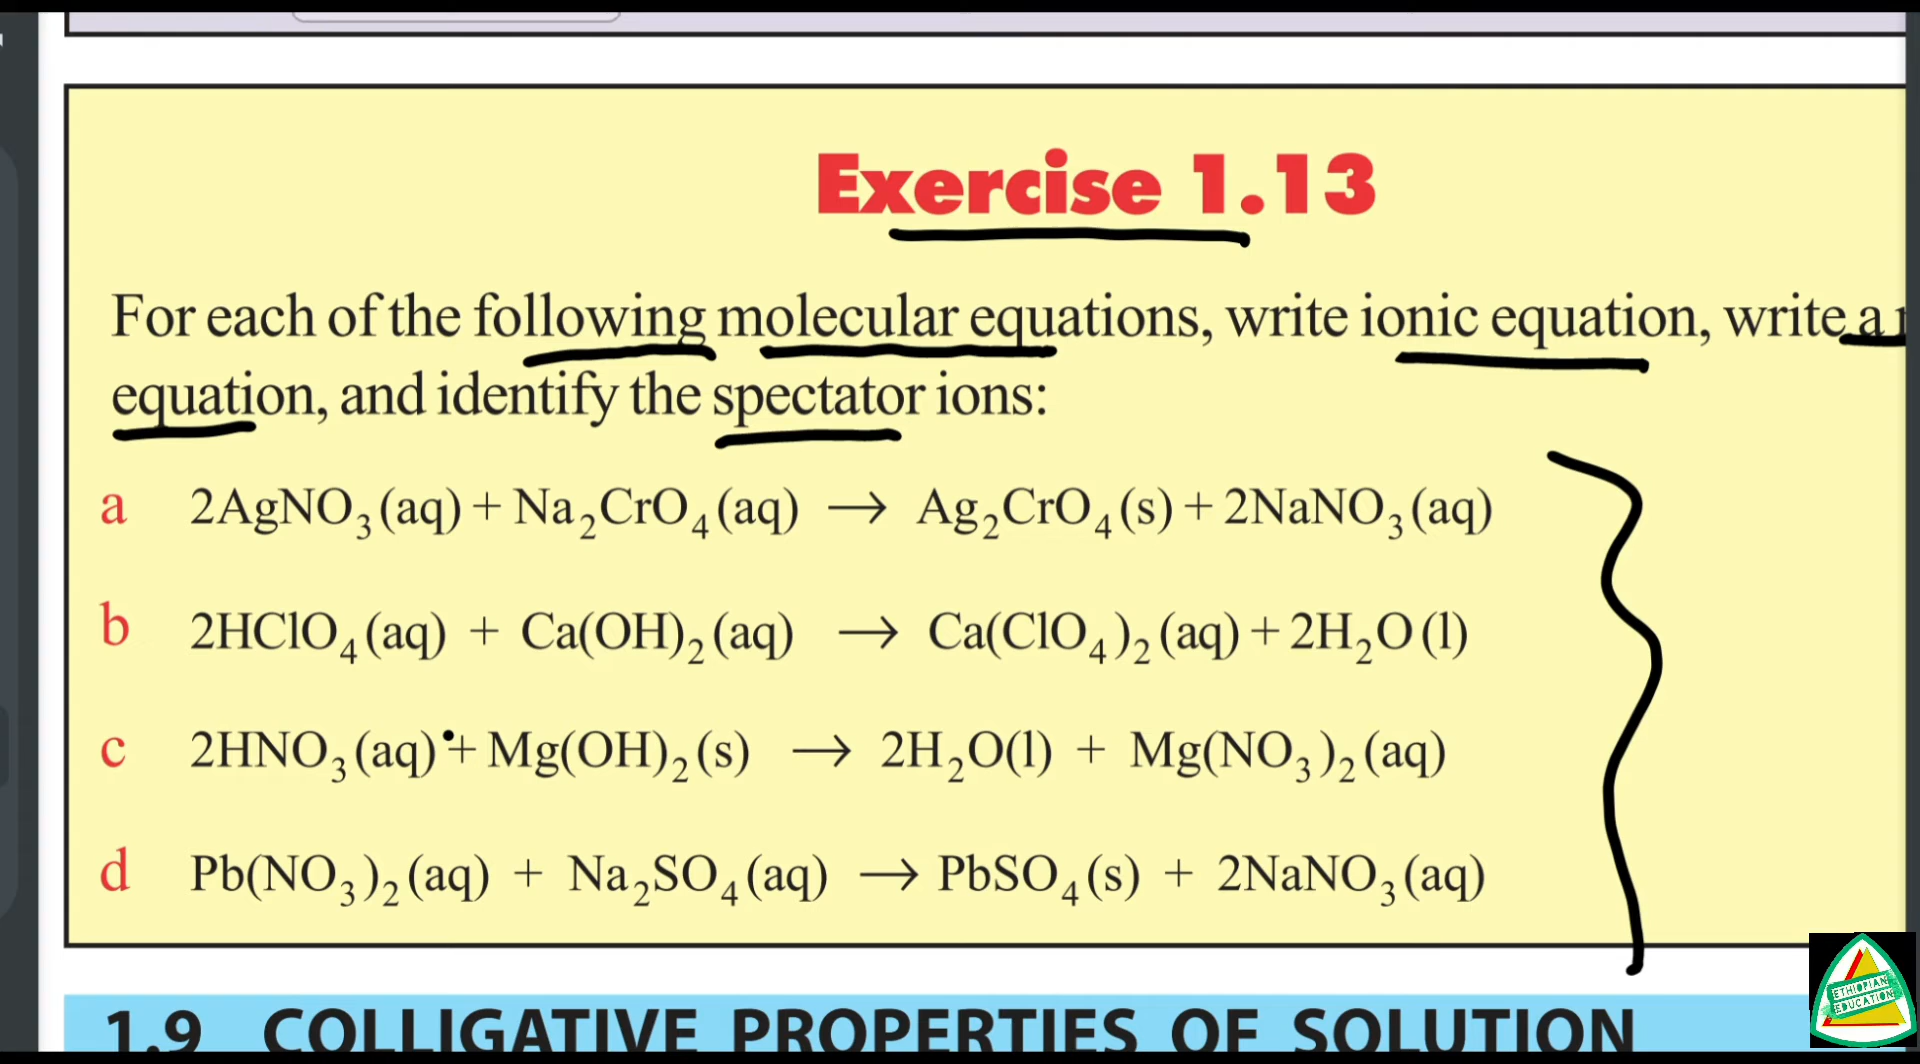 Exercise 1.13
For each of the following molecular equations, write ionic equation, write a
equation, and identify the spectator ions:
a 2AgNO₃(aq) + Na₂CrO₄(aq) → Ag₂CrO₄(s) + 2NaNO₃(aq)
b 2HClO₄(aq) + Ca(OH)₂(aq) → Ca(ClO₄)₂(aq) + 2H₂O(l)
c 2HNO₃(aq) + Mg(OH)₂(s) → 2H₂O(l) + Mg(NO₃)₂(aq)
d Pb(NO₃)₂(aq) + Na₂SO₄(aq) → PbSO₄(s) + 2NaNO₃(aq)
ETHIOPIAN
EDUCATION
1.9 COLLIGATIVE PROPERTIES OF SOLUTION